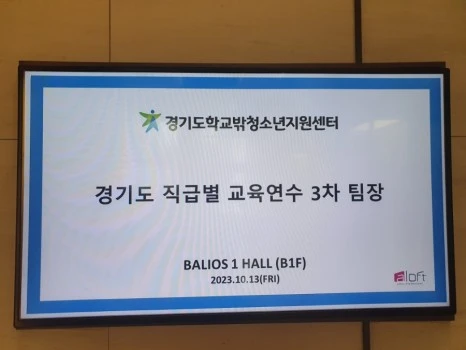 경기도학교밖청소년지원센터
경기도 직급별 교육연수 3차 팀장
BALIOS 1 HALL (B1F)
2023.10.13(FRI)
aloft